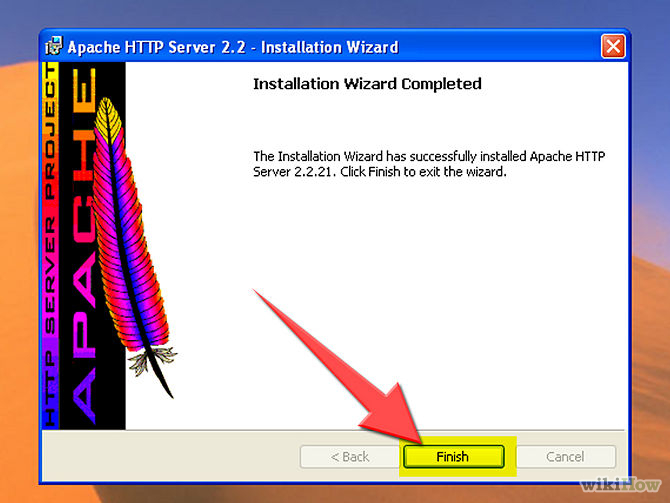 Apache HTTP Server 2.2 - Installation Wizard
HTTP SERVER PROJECT
APACHE
Installation Wizard Completed
The Installation Wizard has successfully installed Apache HTTP
Server 2.2.21. Click Finish to exit the wizard.
< Back
Finish
Cancel
wikiHow